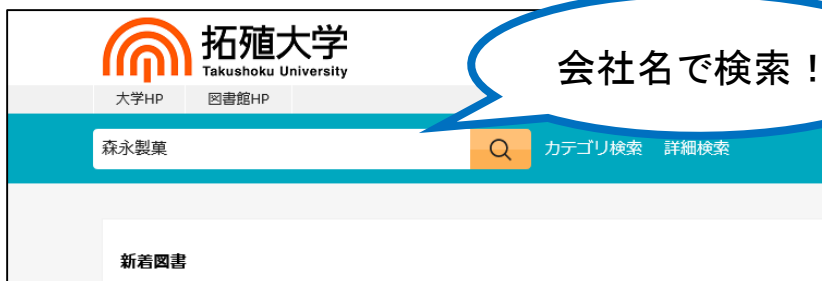 拓殖大学
Takushoku University
会社名で検索！
大学HP 図書館HP
森永製菓
カテゴリ検索 詳細検索
新着図書